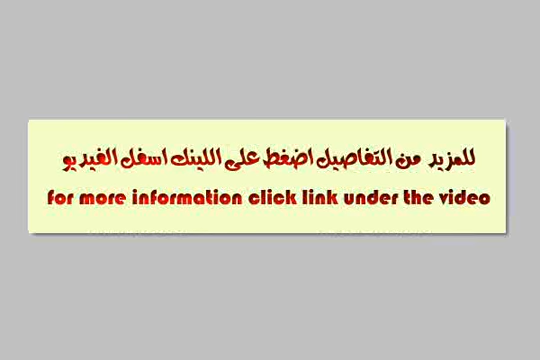 للمزيد من التفاصيل اضغط على اللينك اسفل الفيديو
for more information click link under the video